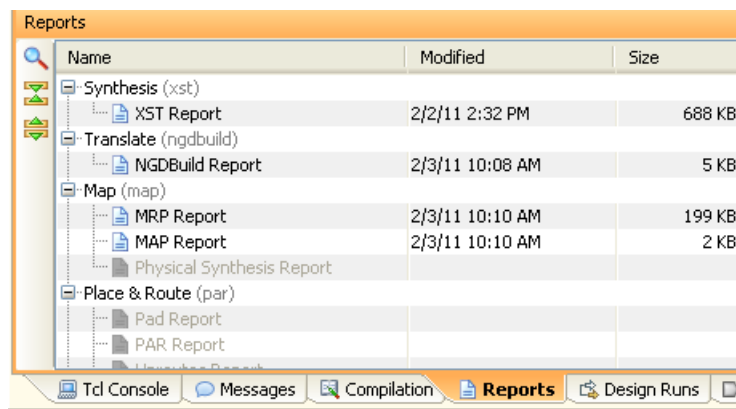 Reports
Name Modified Size
Synthesis (xst)
XST Report 2/2/11 2:32 PM 688 KB
Translate (ngdbuild)
NGDBuild Report 2/3/11 10:08 AM 5 KB
Map (map)
MRP Report 2/3/11 10:10 AM 199 KB
MAP Report 2/3/11 10:10 AM 2 KB
Physical Synthesis Report
Place & Route (par)
Pad Report
PAR Report
Tcl Console Messages Compilation Reports Design Runs